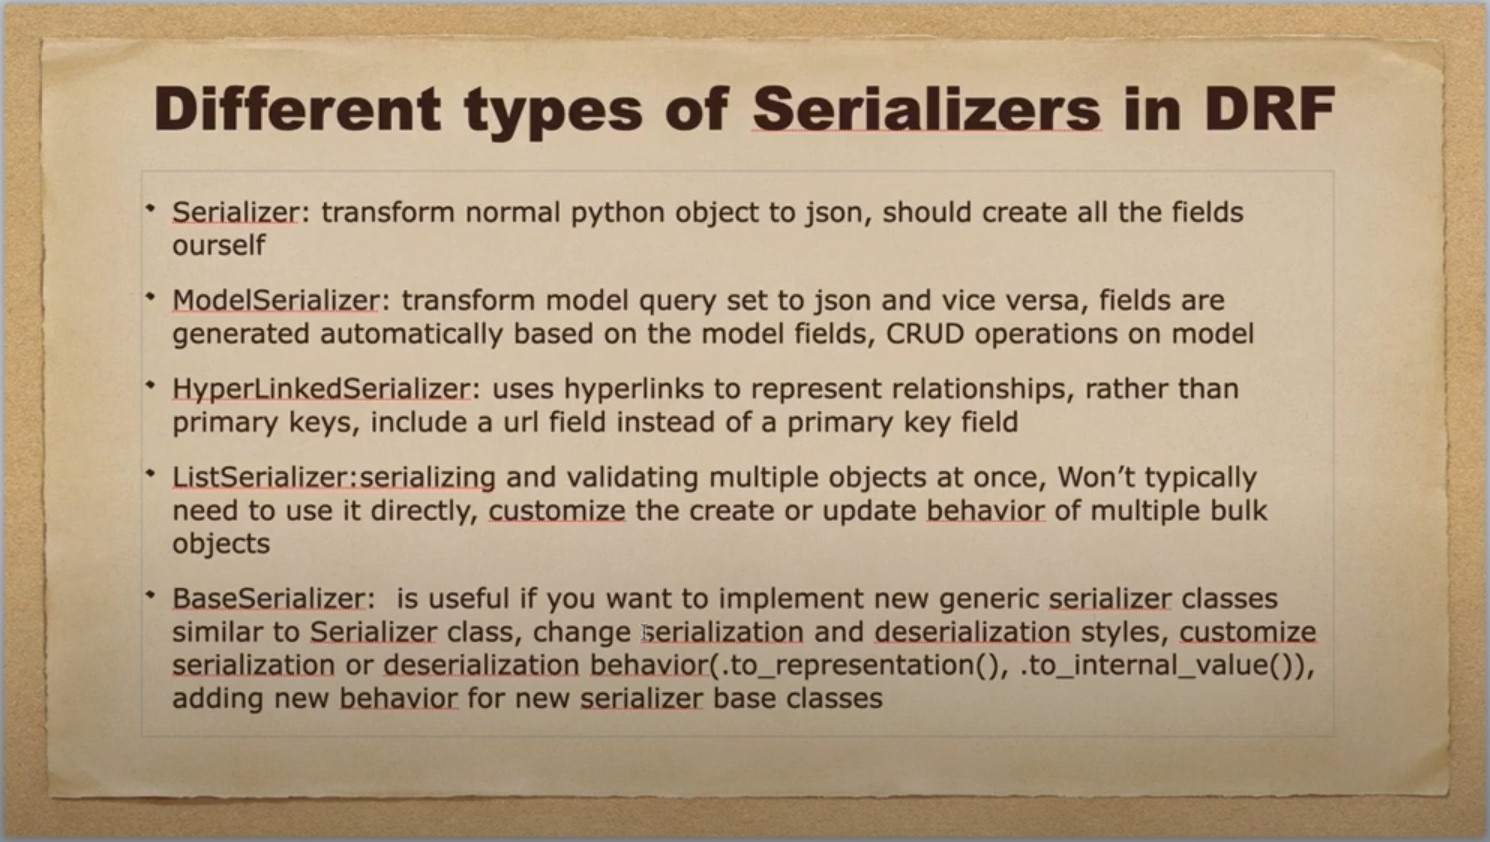 Different types of Serializers in DRF
• Serializer: transform normal python object to json, should create all the fields
ourself
• ModelSerializer: transform model query set to json and vice versa, fields are
generated automatically based on the model fields, CRUD operations on model
• HyperLinkedSerializer: uses hyperlinks to represent relationships, rather than
primary keys, include a url field instead of a primary key field
• ListSerializer:serializing and validating multiple objects at once, Won’t typically
need to use it directly, customize the create or update behavior of multiple bulk
objects
• BaseSerializer:  is useful if you want to implement new generic serializer classes
similar to Serializer class, change serialization and deserialization styles, customize
serialization or deserialization behavior(.to_representation(), .to_internal_value()),
adding new behavior for new serializer base classes